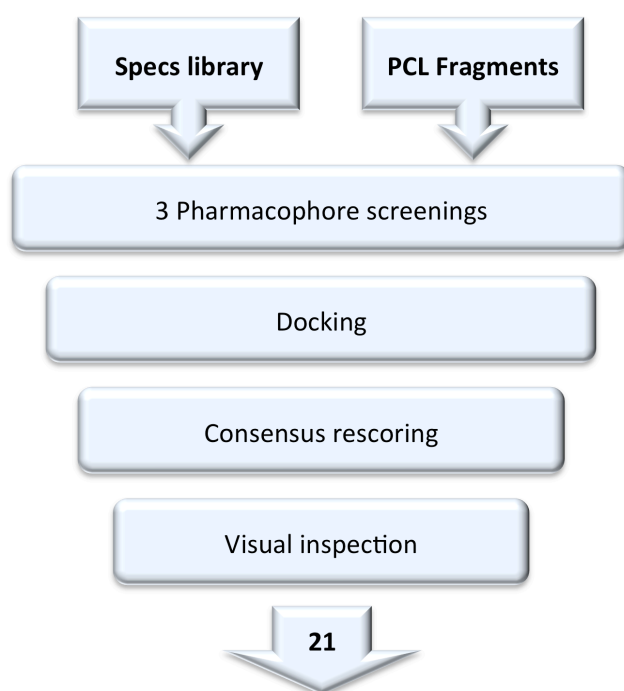 Specs library
PCL Fragments
3 Pharmacophore screenings
Docking
Consensus rescoring
Visual inspection
21